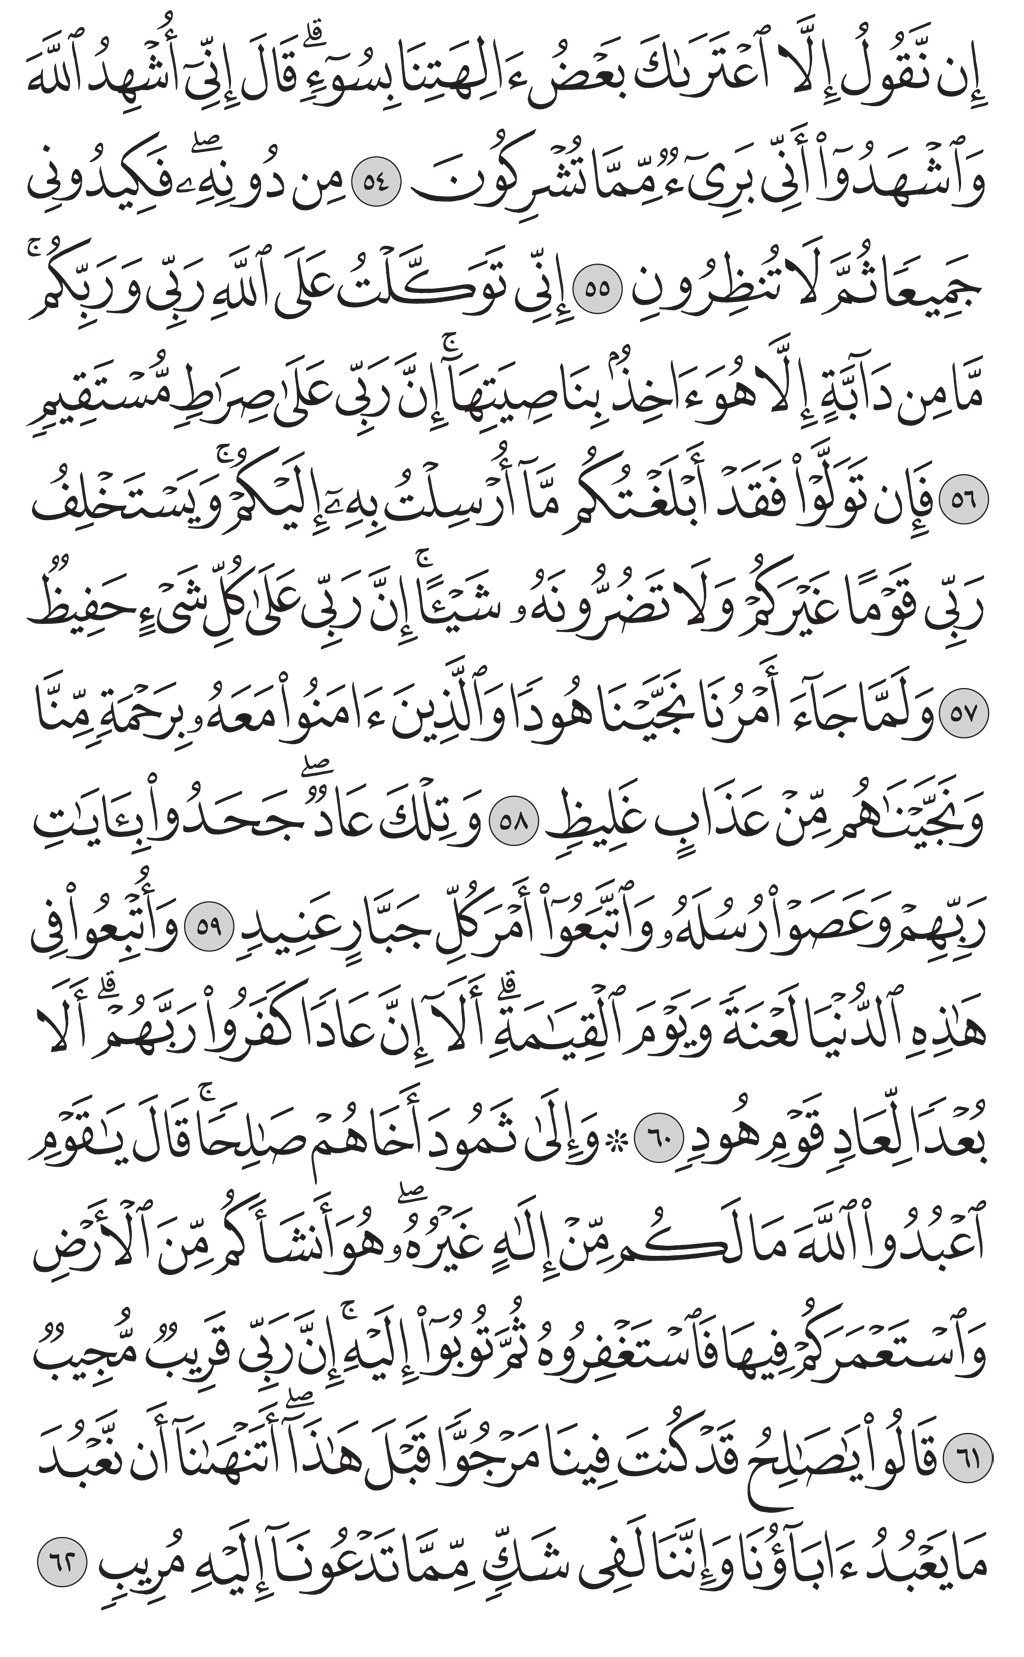 إِن نَّقُولُ إِلَّا ٱعْتَرَىٰكَ بَعْضُ ءَالِهَتِنَا بِسُوٓءٍۗ قَالَ إِنِّىٓ أُشْهِدُ ٱللَّهَ
وَٱشْهَدُوٓا۟ أَنِّى بَرِىٓءٌ مِّمَّا تُشْرِكُونَ ٥٤ مِن دُونِهِۦۖ فَكِيدُونِى
جَمِيعًا ثُمَّ لَا تُنظِرُونِ ٥٥ إِنِّى تَوَكَّلْتُ عَلَى ٱللَّهِ رَبِّى وَرَبِّكُمۚ
مَّا مِن دَآبَّةٍ إِلَّا هُوَ ءَاخِذٌۢ بِنَاصِيَتِهَآۚ إِنَّ رَبِّى عَلَىٰ صِرَٰطٍ مُّسْتَقِيمٍ
٥٦ فَإِن تَوَلَّوْا۟ فَقَدْ أَبْلَغْتُكُم مَّآ أُرْسِلْتُ بِهِۦٓ إِلَيْكُمْۚ وَيَسْتَخْلِفُ
رَبِّى قَوْمًا غَيْرَكُمْ وَلَا تَضُرُّونَهُۥ شَيْـًٔاۚ إِنَّ رَبِّى عَلَىٰ كُلِّ شَىْءٍ حَفِيظٌ
٥٧ وَلَمَّا جَآءَ أَمْرُنَا نَجَّيْنَا هُودًا وَٱلَّذِينَ ءَامَنُوا۟ مَعَهُۥ بِرَحْمَةٍ مِّنَّا
وَنَجَّيْنَٰهُم مِّنْ عَذَابٍ غَلِيظٍ ٥٨ وَتِلْكَ عَادٌۖ جَحَدُوا۟ بِـَٔايَٰتِ
رَبِّهِمْ وَعَصَوْا۟ رُسُلَهُۥ وَٱتَّبَعُوٓا۟ أَمْرَ كُلِّ جَبَّارٍ عَنِيدٍ ٥٩ وَأُتْبِعُوا۟ فِى
هَٰذِهِ ٱلدُّنْيَا لَعْنَةً وَيَوْمَ ٱلْقِيَٰمَةِۗ أَلَآ إِنَّ عَادًا كَفَرُوا۟ رَبَّهُمْۗ أَلَا
بُعْدًا لِّعَادٍ قَوْمِ هُودٍ ٦٠ ۞ وَإِلَىٰ ثَمُودَ أَخَاهُمْ صَٰلِحًاۚ قَالَ يَٰقَوْمِ
ٱعْبُدُوا۟ ٱللَّهَ مَا لَكُم مِّنْ إِلَٰهٍ غَيْرُهُۥۖ هُوَ أَنشَأَكُم مِّنَ ٱلْأَرْضِ
وَٱسْتَعْمَرَكُمْ فِيهَا فَٱسْتَغْفِرُوهُ ثُمَّ تُوبُوٓا۟ إِلَيْهِۚ إِنَّ رَبِّى قَرِيبٌ مُّجِيبٌ
٦١ قَالُوا۟ يَٰصَٰلِحُ قَدْ كُنتَ فِينَا مَرْجُوًّا قَبْلَ هَٰذَآۖ أَتَنْهَىٰنَآ أَن نَّعْبُدَ
مَا يَعْبُدُ ءَابَآؤُنَا وَإِنَّنَا لَفِى شَكٍّ مِّمَّا تَدْعُونَآ إِلَيْهِ مُرِيبٍ ٦٢